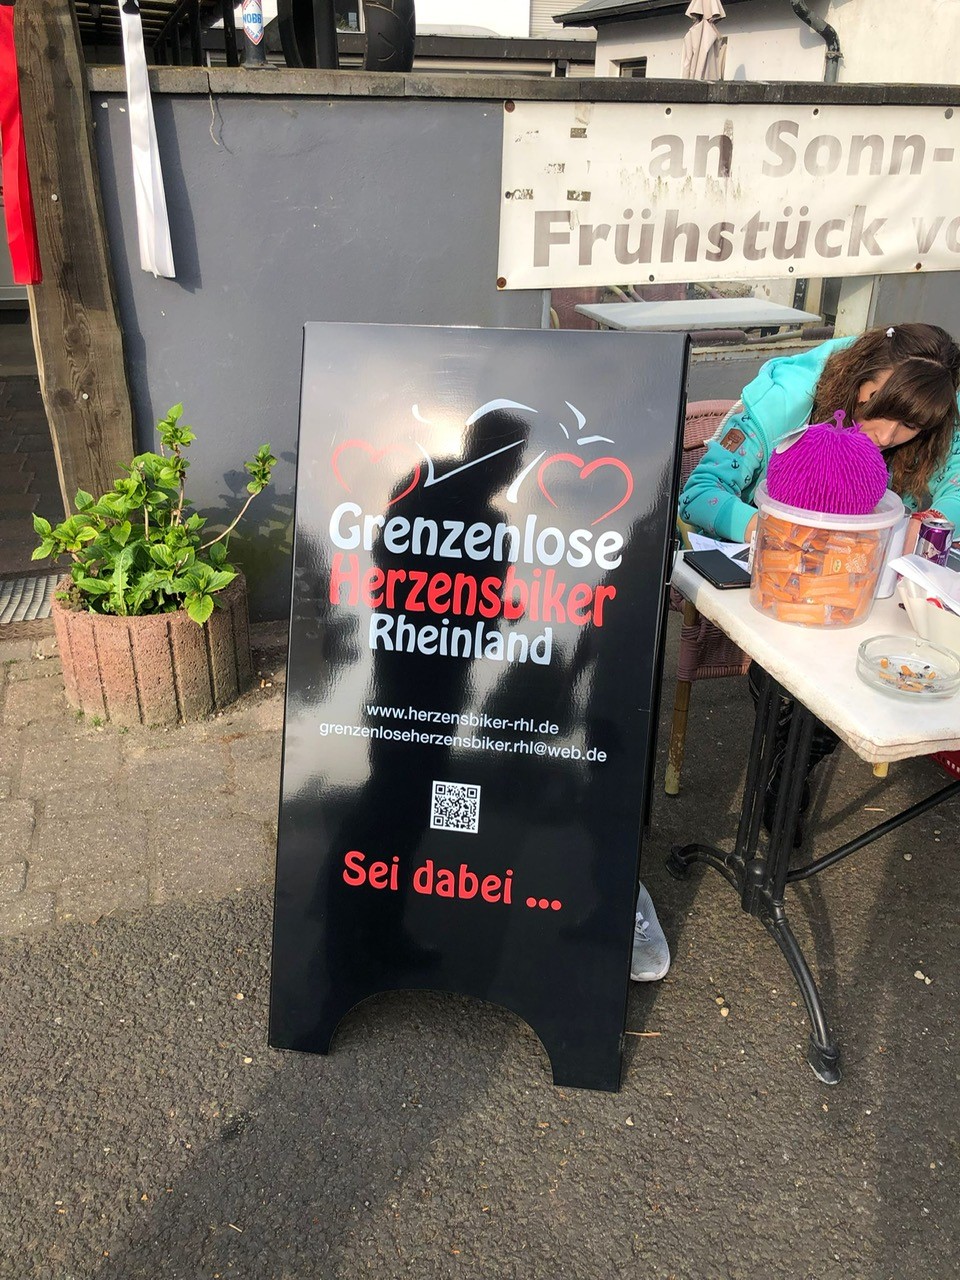 an Sonn-
Frühstück
Grenzenlose
Herzensbiker
Rheinland
www.herzensbiker-rhl.de
grenzenloseherzensbiker.rhl@web.de
Sei dabei ...